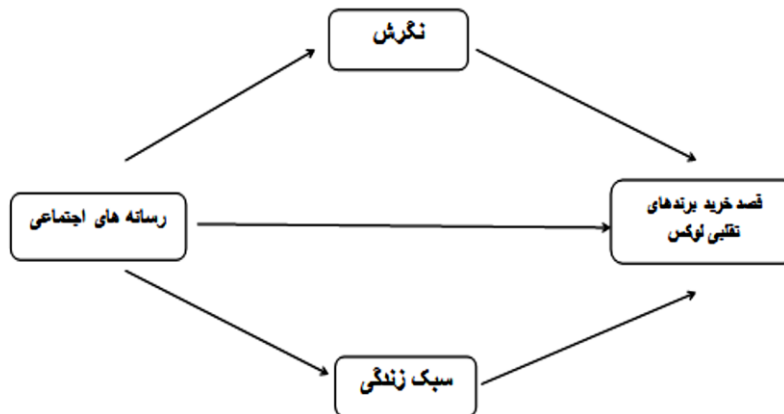 نگرش
رسانه های اجتماعی
قصد خرید برندهای
تقلبی لوکس
سبک زندگی